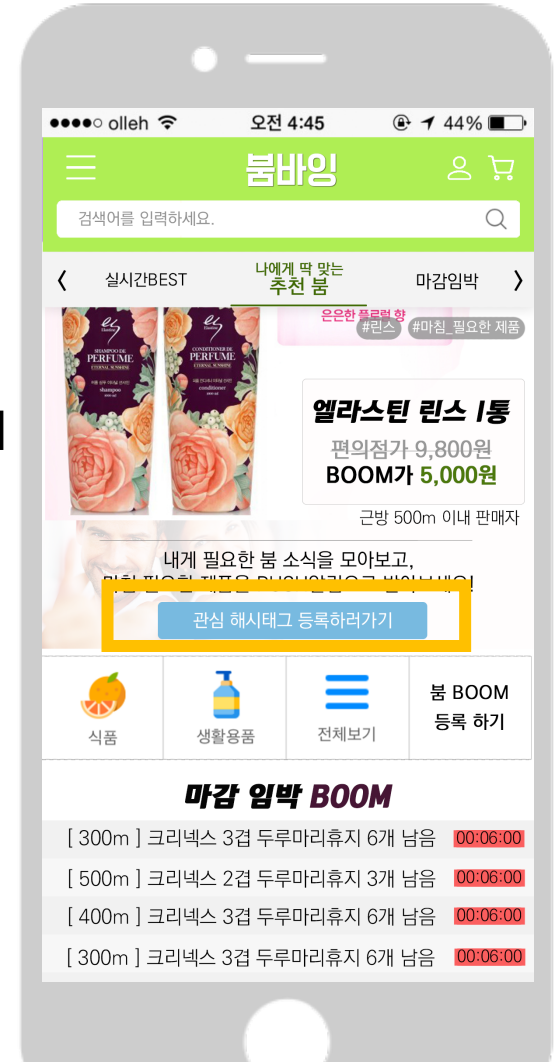 olleh 오전 4:45 44%
붐바잉
검색어를 입력하세요.
실시간BEST
나에게 딱 맞는
추천 붐
마감임박
은은한 플로럴 향
#린스 #마침_필요한 제품
SHAMPOO DE
PERFUME
ETERNAL SUNSHINE
shampoo
CONDITIONER DE
PERFUME
ETERNAL SUNSHINE
conditioner
엘라스틴 린스 1통
편의점가 9,800원
BOOM가 5,000원
근방 500m 이내 판매자
내게 필요한 붐 소식을 모아보고,
관심 해시태그 등록하러가기
식품
생활용품
전체보기
붐 BOOM
등록 하기
마감 임박 BOOM
[ 300m ] 크리넥스 3겹 두루마리휴지 6개 남음 00:06:00
[ 500m ] 크리넥스 2겹 두루마리휴지 3개 남음 00:06:00
[ 400m ] 크리넥스 3겹 두루마리휴지 6개 남음 00:06:00
[ 300m ] 크리넥스 3겹 두루마리휴지 6개 남음 00:06:00